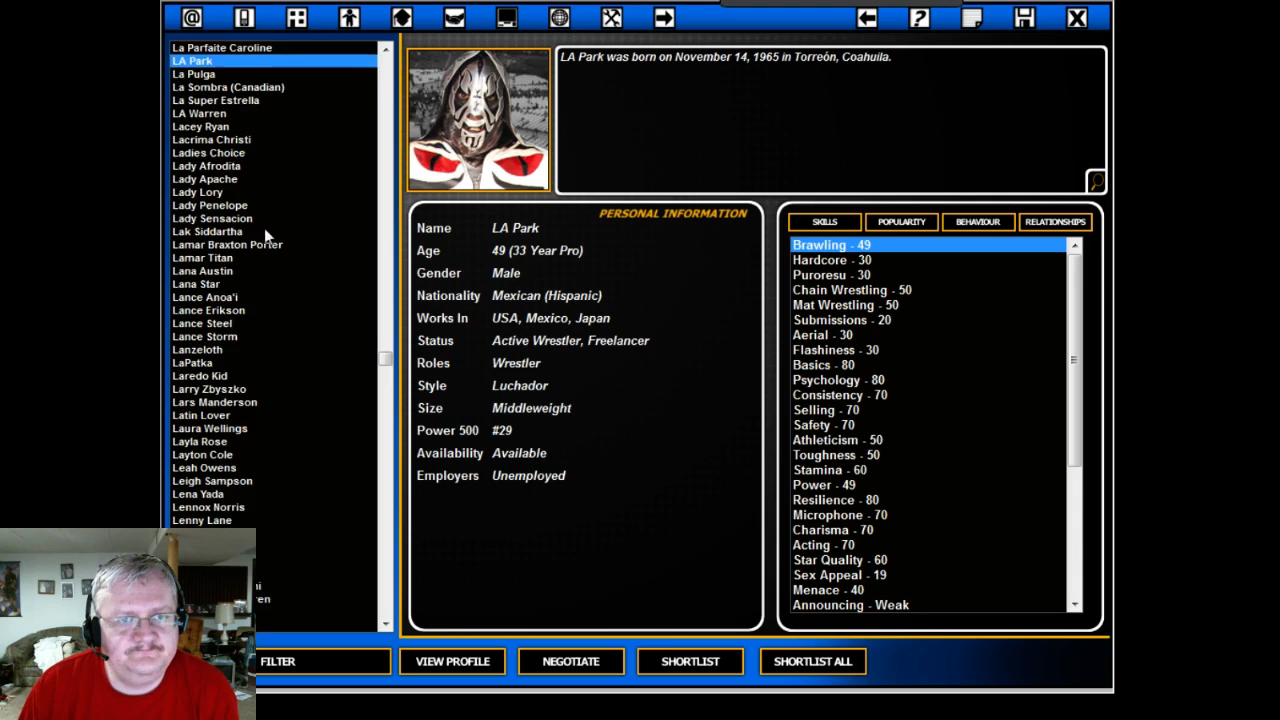 La Parfaite Caroline
LA Park
La Pulga
La Sombra (Canadian)
La Super Estrella
LA Warren
Lacey Ryan
Lacrima Christi
Ladies Choice
Lady Afrodita
Lady Apache
Lady Lory
Lady Penelope
Lady Sensacion
Lak Siddartha
Lamar Braxton Porter
Lamar Titan
Lana Austin
Lana Star
Lance Anoa'i
Lance Erikson
Lance Steel
Lance Storm
Lanzeloth
LaPatka
Laredo Kid
Larry Zbyszko
Lars Manderson
Latin Lover
Laura Wellings
Layla Rose
Layton Cole
Leah Owens
Leigh Sampson
Lena Yada
Lennox Norris
Lenny Lane
FILTER
LA Park was born on November 14, 1965 in Torreón, Coahuila.
PERSONAL INFORMATION
Name LA Park
Age 49 (33 Year Pro)
Gender Male
Nationality Mexican (Hispanic)
Works In USA, Mexico, Japan
Status Active Wrestler, Freelancer
Roles Wrestler
Style Luchador
Size Middleweight
Power 500 #29
Availability Available
Employers Unemployed
SKILLS POPULARITY BEHAVIOUR RELATIONSHIPS
Brawling - 49
Hardcore - 30
Puroresu - 30
Chain Wrestling - 50
Mat Wrestling - 50
Submissions - 20
Aerial - 30
Flashiness - 30
Basics - 80
Psychology - 80
Consistency - 70
Selling - 70
Safety - 70
Athleticism - 50
Toughness - 50
Stamina - 60
Power - 49
Resilience - 80
Microphone - 70
Charisma - 70
Acting - 70
Star Quality - 60
Sex Appeal - 19
Menace - 40
Announcing - Weak
VIEW PROFILE NEGOTIATE SHORTLIST SHORTLIST ALL